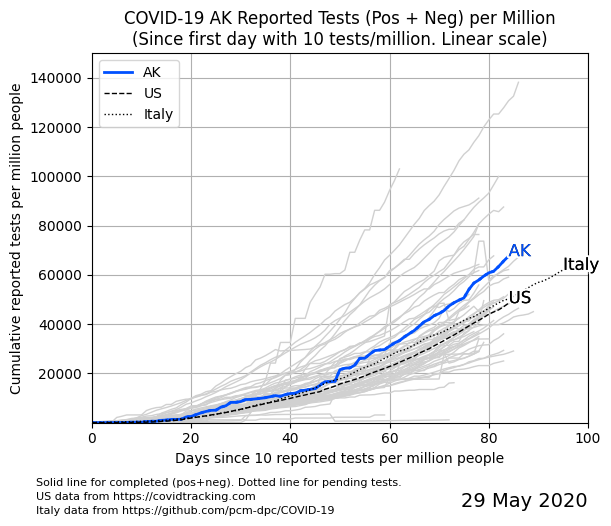 COVID-19 AK Reported Tests (Pos + Neg) per Million
(Since first day with 10 tests/million. Linear scale)
Cumulative reported tests per million people
140000
120000
100000
80000
60000
40000
20000
AK
US
Italy
AK
Italy
US
0 20 40 60 80 100
Days since 10 reported tests per million people
Solid line for completed (pos+neg). Dotted line for pending tests.
US data from https://covidtracking.com
Italy data from https://github.com/pcm-dpc/COVID-19
29 May 2020